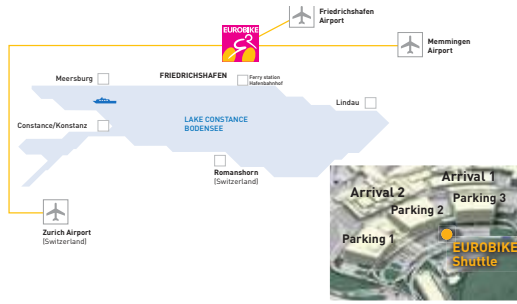 Friedrichshafen
Airport
EUROBIKE
Memmingen
Airport
Meersburg
FRIEDRICHSHAFEN
Ferry station
Hafenbahnhof
Lindau
Constance/Konstanz
LAKE CONSTANCE
BODENSEE
Romanshorn
(Switzerland)
Zurich Airport
(Switzerland)
Arrival 1
Arrival 2
Parking 3
Parking 2
Parking 1
EUROBIKE
Shuttle